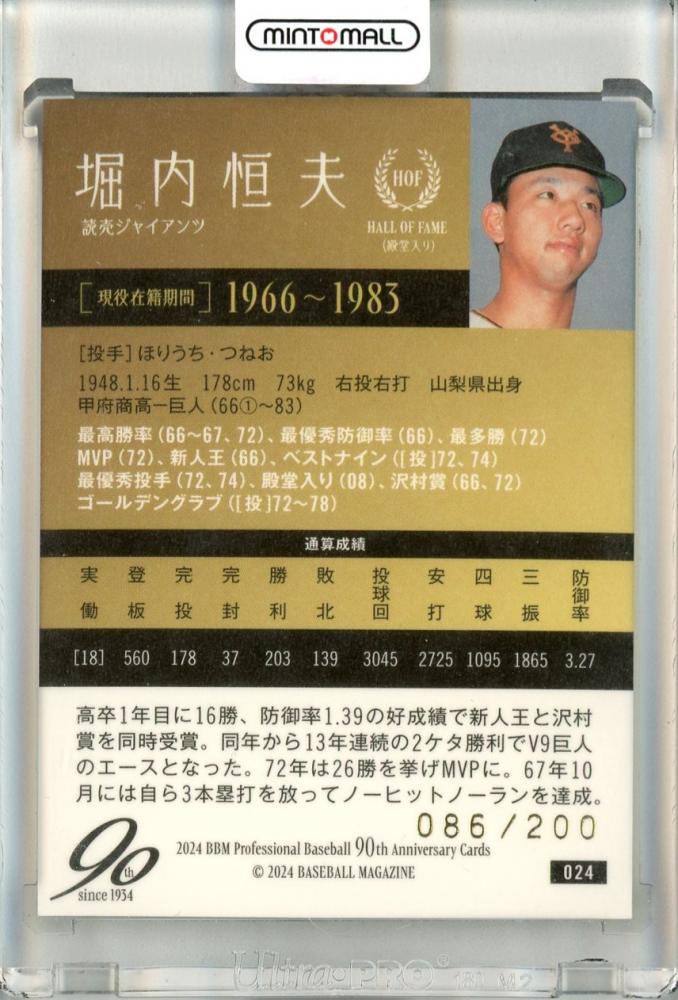 MINTOMALL
堀内恒夫
読売ジャイアンツ
HOF
HALL OF FAME
(殿堂入り)
YG
[現役在籍期間] 1966～1983
[投手]ほりうち・つねお
1948.1.16生 178cm 73kg 右投右打 山梨県出身
甲府商高ー巨人(66①～83)
最高勝率(66～67、72)、最優秀防御率(66)、最多勝(72)
MVP(72)、新人王(66)、ベストナイン([投]72、74)
最優秀投手(72、74)、殿堂入り(08)、沢村賞(66、72)
ゴールデングラブ([投]72～78)
通算成績
実働 登板 完投 完封 勝利 敗北 投球回 安打 四球 三振 防御率
[18] 560 178 37 203 139 3045 2725 1095 1865 3.27
高卒1年目に16勝、防御率1.39の好成績で新人王と沢村
賞を同時受賞。同年から13年連続の2ケタ勝利でV9巨人
のエースとなった。72年は26勝を挙げMVPに。67年10
月には自ら3本塁打を放ってノーヒットノーランを達成。
086/200
90th
since 1934
2024 BBM Professional Baseball 90th Anniversary Cards
© 2024 BASEBALL MAGAZINE
024
Ultra·PRO®